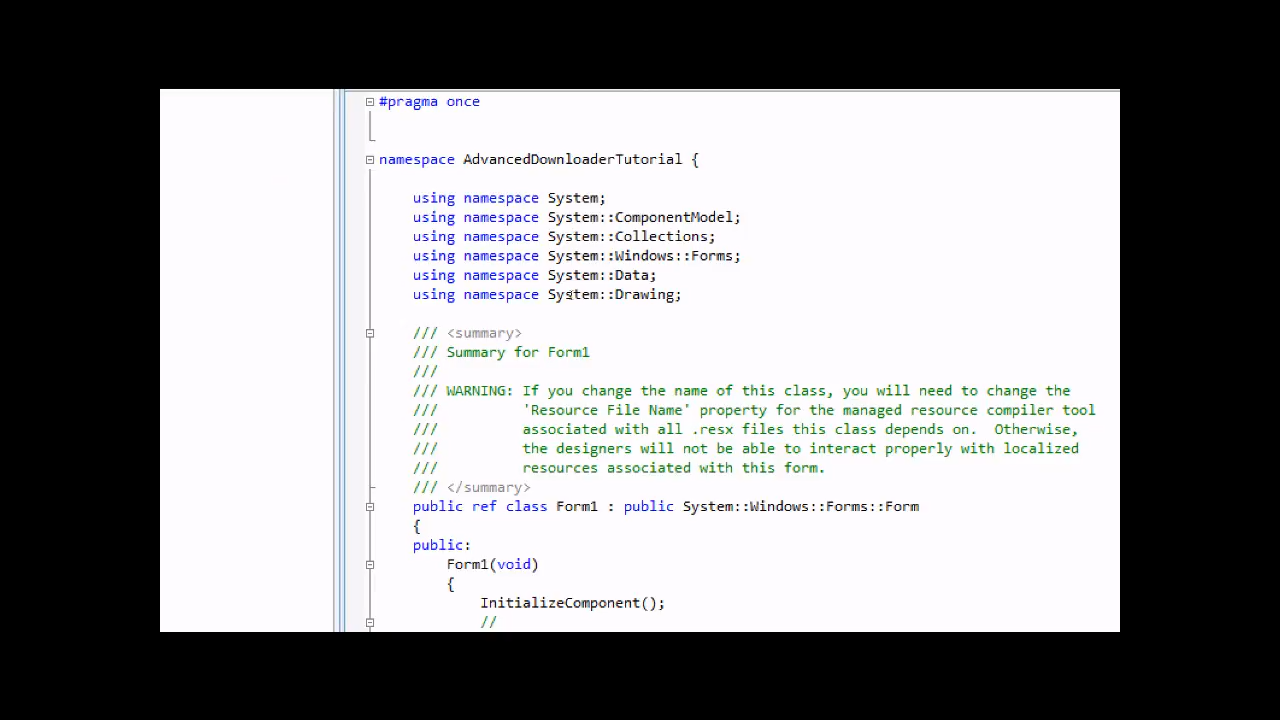 #pragma once
namespace AdvancedDownloaderTutorial {
using namespace System;
using namespace System::ComponentModel;
using namespace System::Collections;
using namespace System::Windows::Forms;
using namespace System::Data;
using namespace System::Drawing;
/// <summary>
/// Summary for Form1
///
/// WARNING: If you change the name of this class, you will need to change the
///          'Resource File Name' property for the managed resource compiler tool
///          associated with all .resx files this class depends on.  Otherwise,
///          the designers will not be able to interact properly with localized
///          resources associated with this form.
/// </summary>
public ref class Form1 : public System::Windows::Forms::Form
{
public:
Form1(void)
{
InitializeComponent();
//